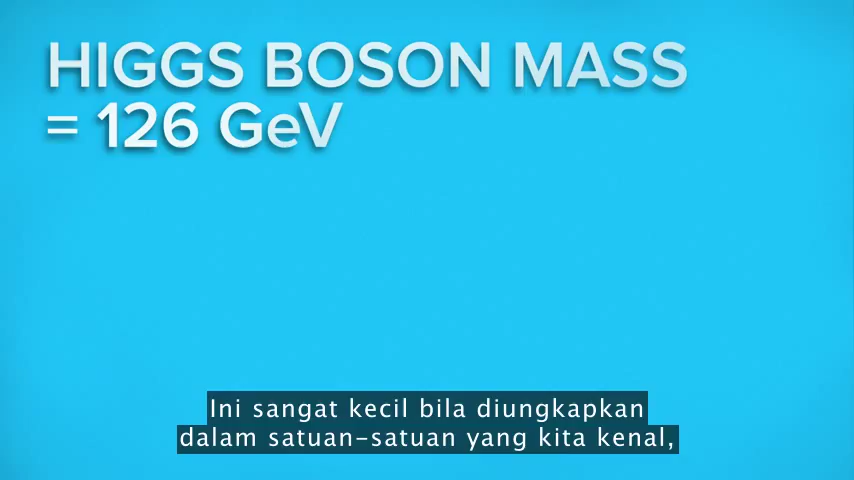 HIGGS BOSON MASS
= 126 GeV
Ini sangat kecil bila diungkapkan
dalam satuan-satuan yang kita kenal,